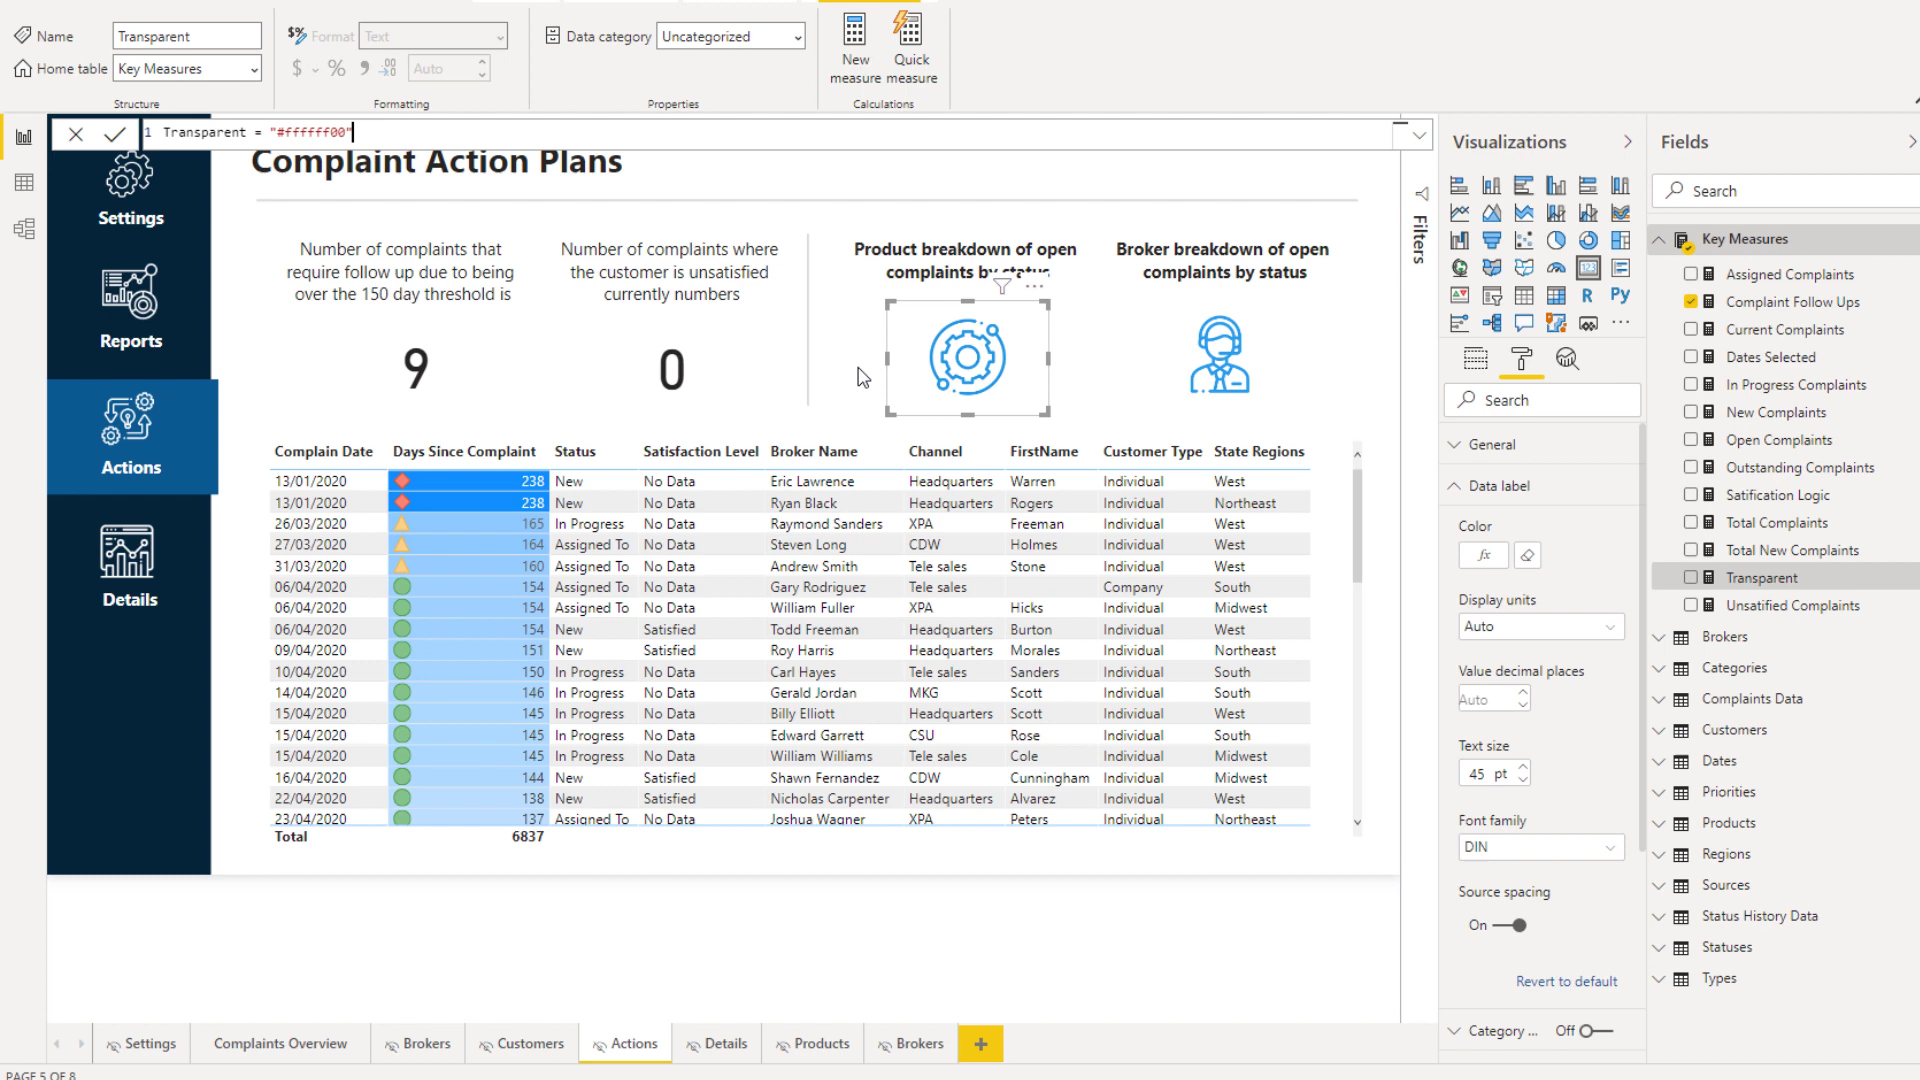 Name
Transparent
Format
Text
Data category
Uncategorized
Home table
Key Measures
$
%
Auto
New
measure
Quick
measure
Structure
Formatting
Properties
Calculations
1 Transparent = "#ffffff00"
Complaint Action Plans
Settings
Reports
Actions
Details
Number of complaints that
require follow up due to being
over the 150 day threshold is
9
Number of complaints where
the customer is unsatisfied
currently numbers
0
Product breakdown of open
complaints by status
Broker breakdown of open
complaints by status
Complain Date Days Since Complaint Status Satisfaction Level Broker Name Channel FirstName Customer Type State Regions
13/01/2020 238 New No Data Eric Lawrence Headquarters Warren Individual West
13/01/2020 238 New No Data Ryan Black Headquarters Rogers Individual Northeast
26/03/2020 165 In Progress No Data Raymond Sanders XPA Freeman Individual West
27/03/2020 164 Assigned To No Data Steven Long CDW Holmes Individual West
31/03/2020 160 Assigned To No Data Andrew Smith Tele sales Stone Individual West
06/04/2020 154 Assigned To No Data Gary Rodriguez Tele sales Company South
06/04/2020 154 Assigned To No Data William Fuller XPA Hicks Individual Midwest
06/04/2020 154 New Satisfied Todd Freeman Headquarters Burton Individual West
09/04/2020 151 New Satisfied Roy Harris Headquarters Morales Individual Northeast
10/04/2020 150 In Progress No Data Carl Hayes Tele sales Sanders Individual South
14/04/2020 146 In Progress No Data Gerald Jordan MKG Scott Individual South
15/04/2020 145 In Progress No Data Billy Elliott Headquarters Scott Individual West
15/04/2020 145 In Progress No Data Edward Garrett CSU Rose Individual South
15/04/2020 145 In Progress No Data William Williams Tele sales Cole Individual Midwest
16/04/2020 144 New Satisfied Shawn Fernandez CDW Cunningham Individual Midwest
22/04/2020 138 New Satisfied Nicholas Carpenter Headquarters Alvarez Individual West
23/04/2020 137 Assigned To No Data Joshua Wagner XPA Peters Individual Northeast
Total 6837
Filters
Visualizations
R
Py
Search
General
Data label
Color
fx
Display units
Auto
Value decimal places
Auto
Text size
45 pt
Font family
DIN
Source spacing
On
Revert to default
Category ... Off
Fields
Search
Key Measures
Assigned Complaints
Complaint Follow Ups
Current Complaints
Dates Selected
In Progress Complaints
New Complaints
Open Complaints
Outstanding Complaints
Satification Logic
Total Complaints
Total New Complaints
Transparent
Unsatified Complaints
Brokers
Categories
Complaints Data
Customers
Dates
Priorities
Products
Regions
Sources
Status History Data
Statuses
Types
Settings Complaints Overview Brokers Customers Actions Details Products Brokers +
PAGE 5 OF 8